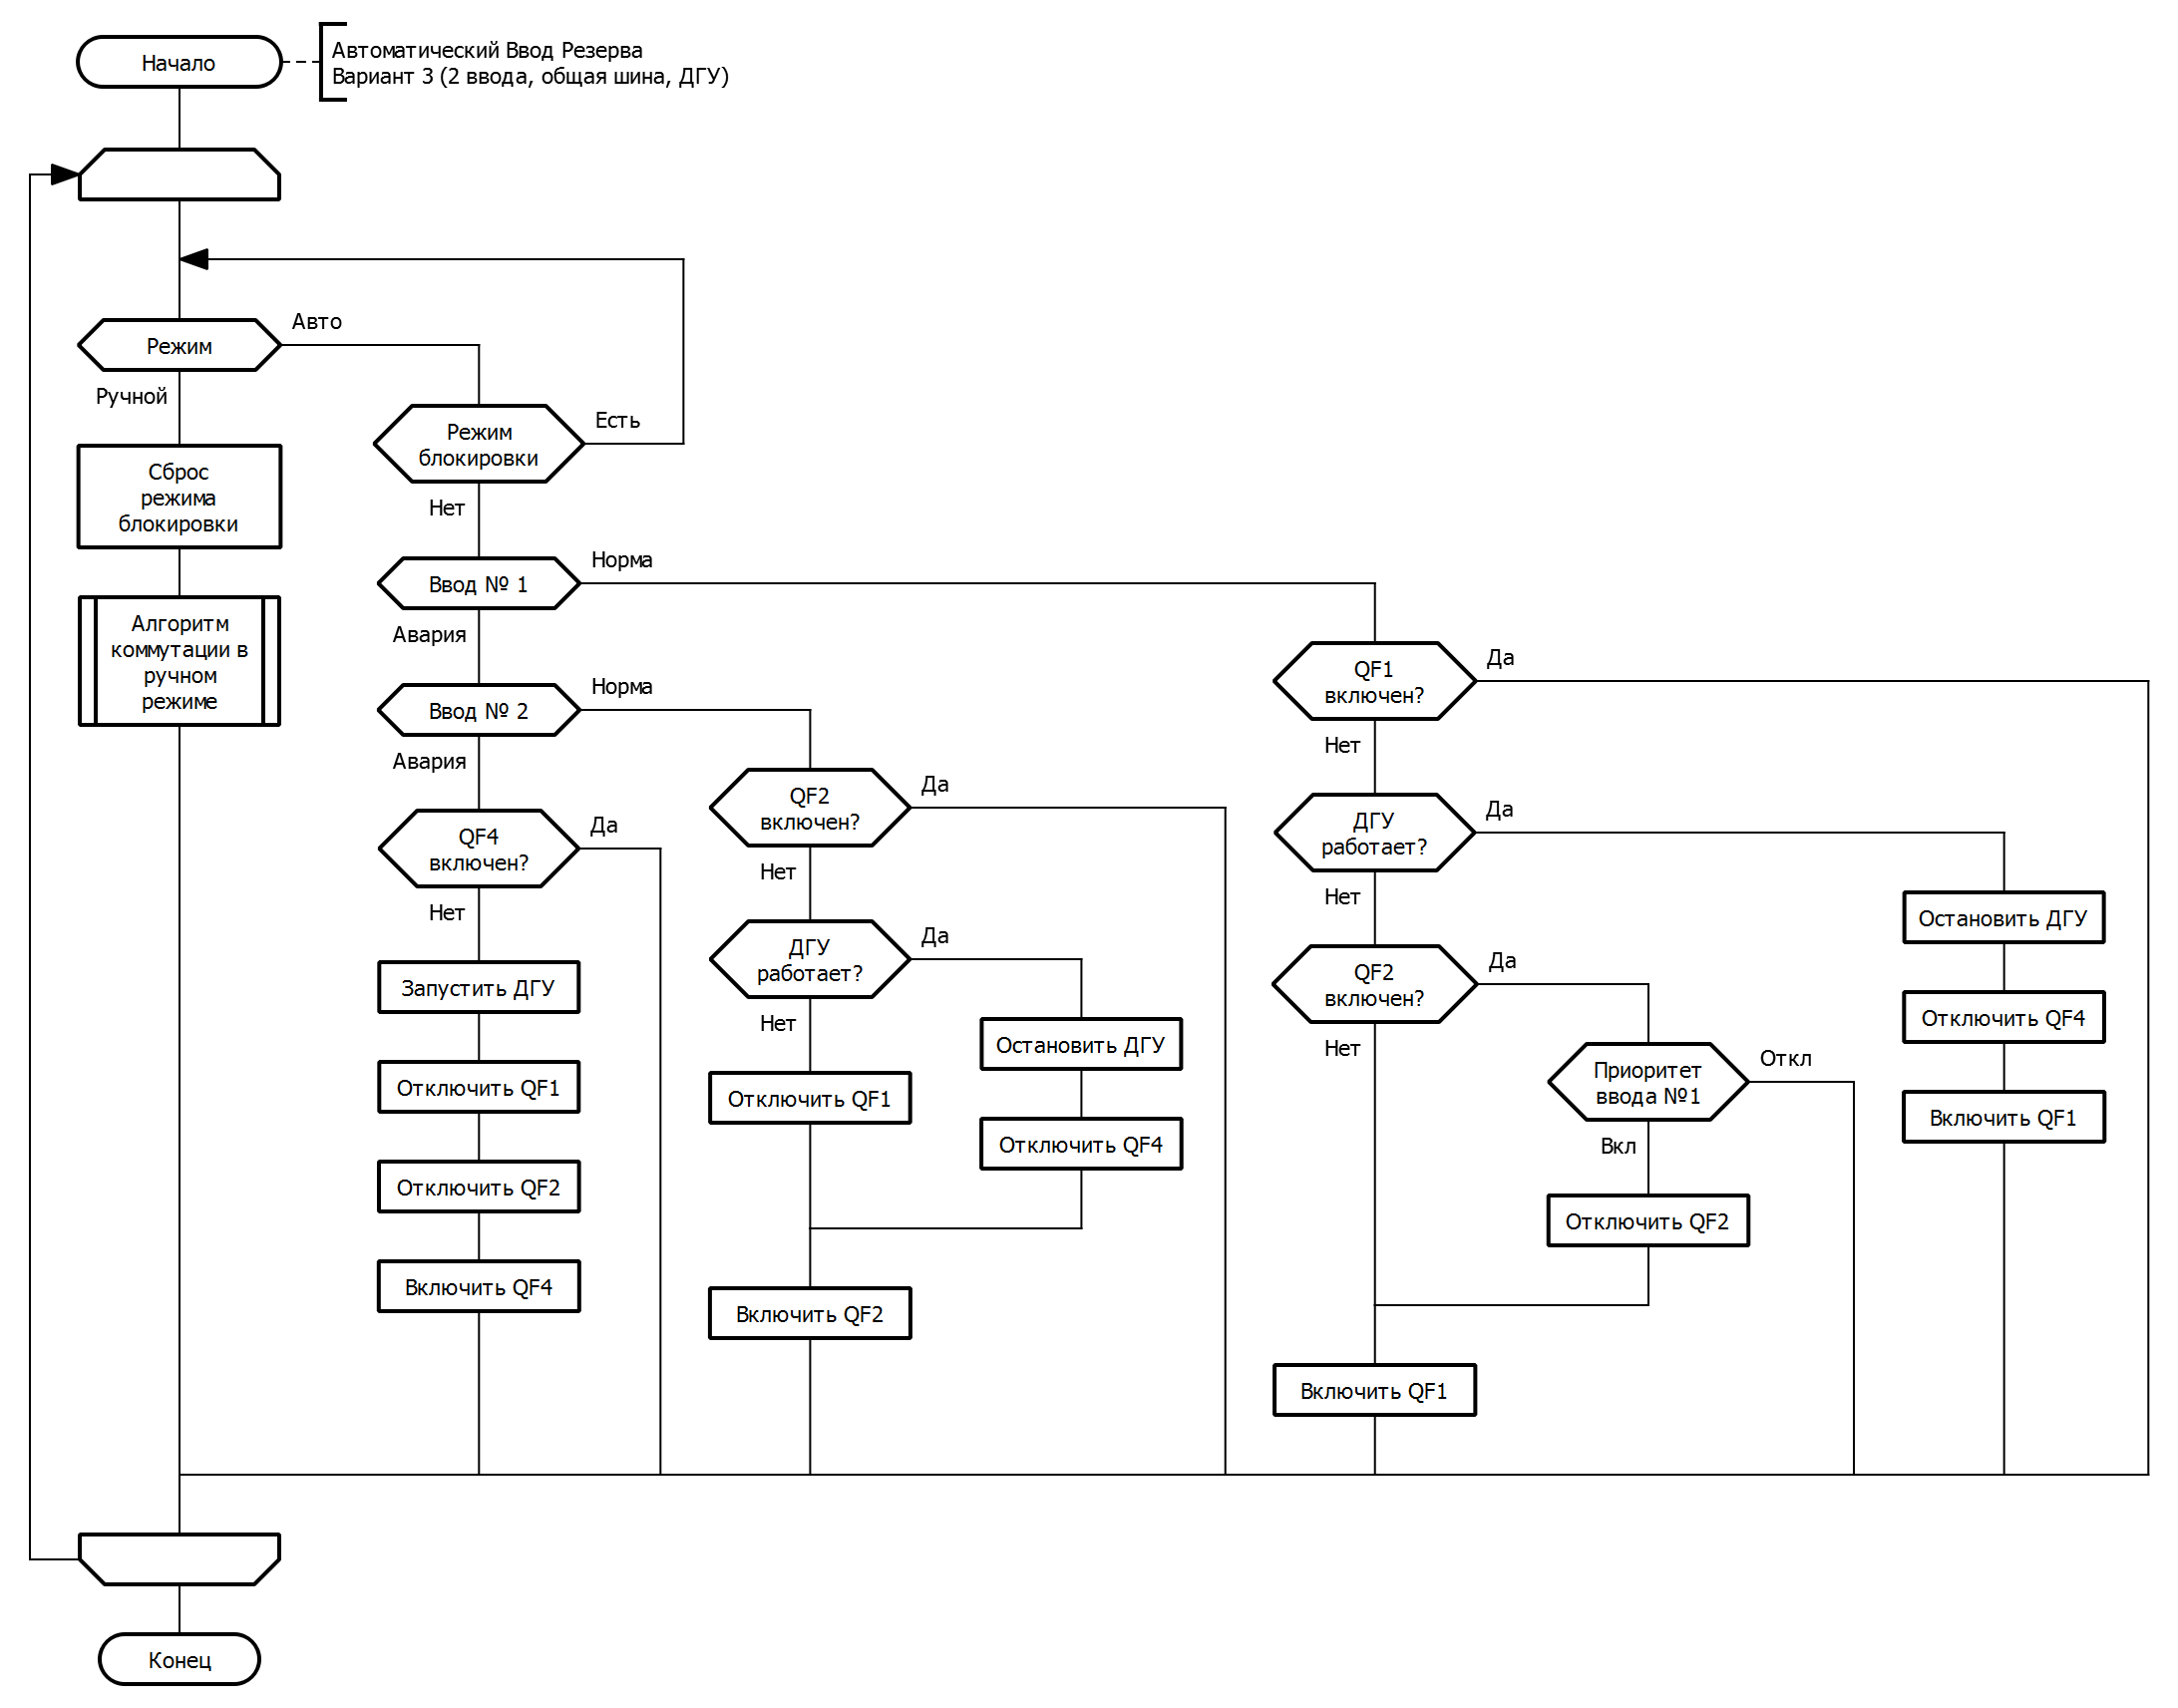 Начало
Автоматический Ввод Резерва
Вариант 3 (2 ввода, общая шина, ДГУ)
Режим
Авто
Ручной
Сброс
режима
блокировки
Алгоритм
коммутации в
ручном
режиме
Режим
блокировки
Есть
Нет
Ввод № 1
Норма
Авария
Ввод № 2
Норма
Авария
QF4
включен?
Да
Нет
Запустить ДГУ
Отключить QF1
Отключить QF2
Включить QF4
QF2
включен?
Да
Нет
ДГУ
работает?
Да
Нет
Отключить QF1
Остановить ДГУ
Отключить QF4
Включить QF2
QF1
включен?
Да
Нет
ДГУ
работает?
Да
Нет
QF2
включен?
Да
Нет
Приоритет
ввода №1
Откл
Вкл
Отключить QF2
Включить QF1
Остановить ДГУ
Отключить QF4
Включить QF1
Конец